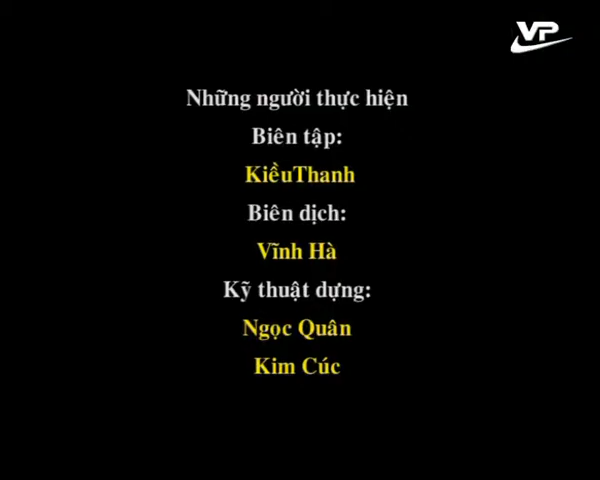 VP
Những người thực hiện
Biên tập:
KiềuThanh
Biên dịch:
Vĩnh Hà
Kỹ thuật dựng:
Ngọc Quân
Kim Cúc